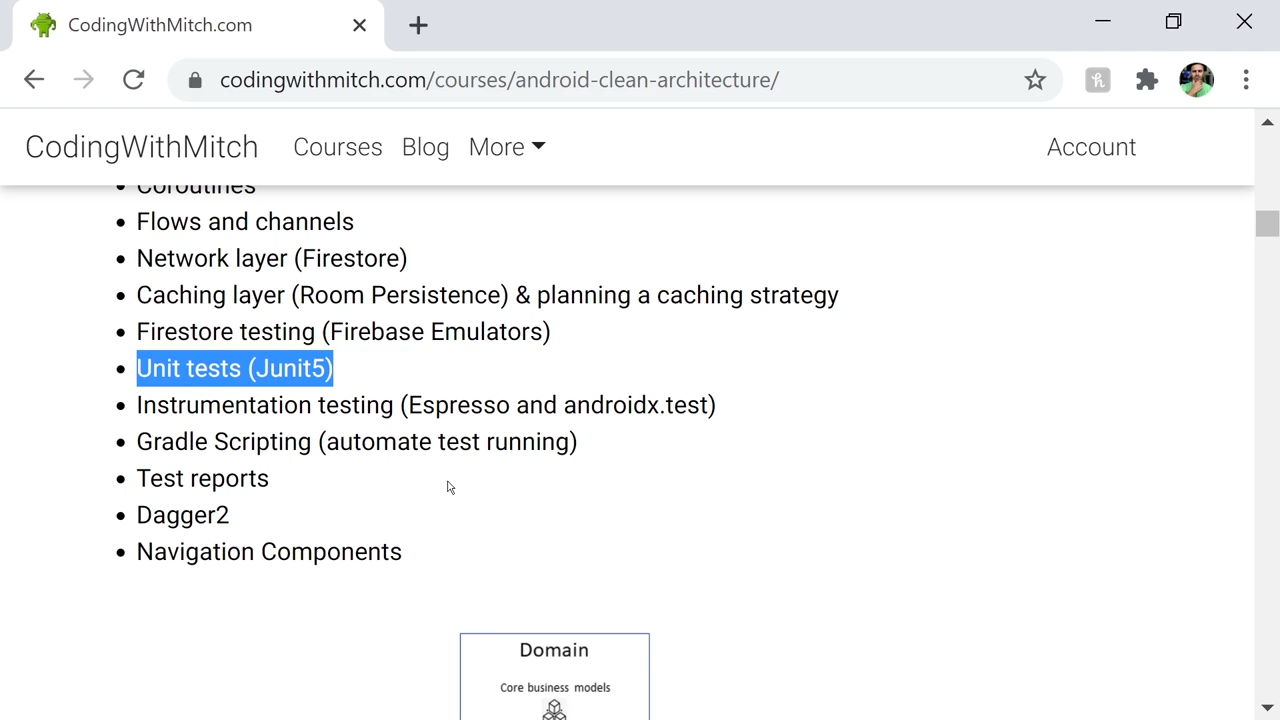 CodingWithMitch.com
codingwithmitch.com/courses/android-clean-architecture/
CodingWithMitch Courses Blog More Account
Coroutines
Flows and channels
Network layer (Firestore)
Caching layer (Room Persistence) & planning a caching strategy
Firestore testing (Firebase Emulators)
Unit tests (Junit5)
Instrumentation testing (Espresso and androidx.test)
Gradle Scripting (automate test running)
Test reports
Dagger2
Navigation Components
Domain
Core business models